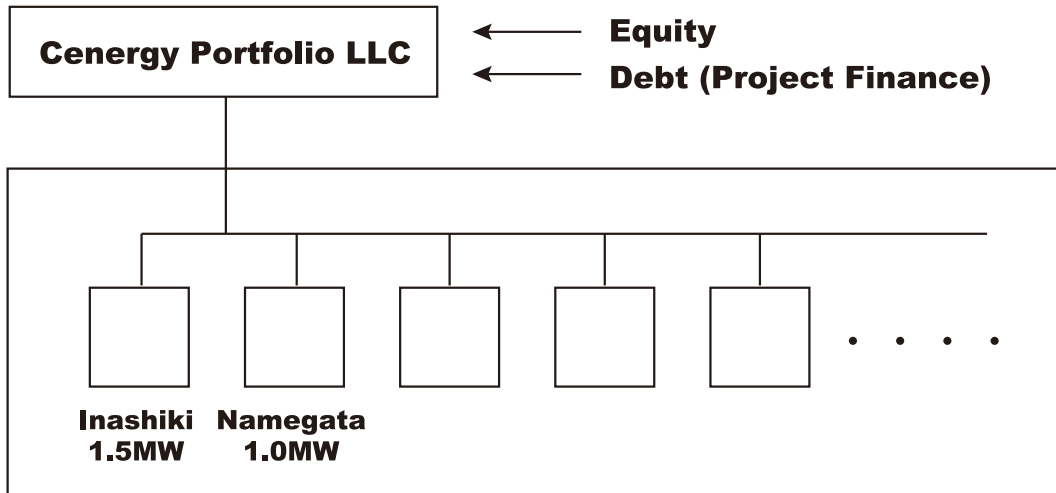 Cenergy Portfolio LLC
Equity
Debt (Project Finance)
Inashiki
1.5MW
Namegata
1.0MW